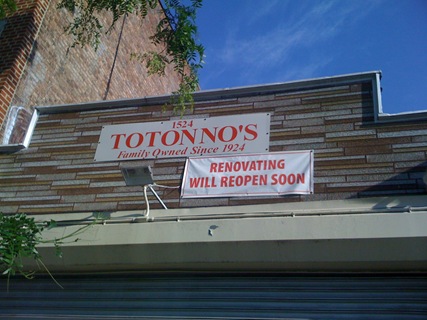 1524
TOTONNO'S
Family Owned Since 1924
RENOVATING
WILL REOPEN SOON